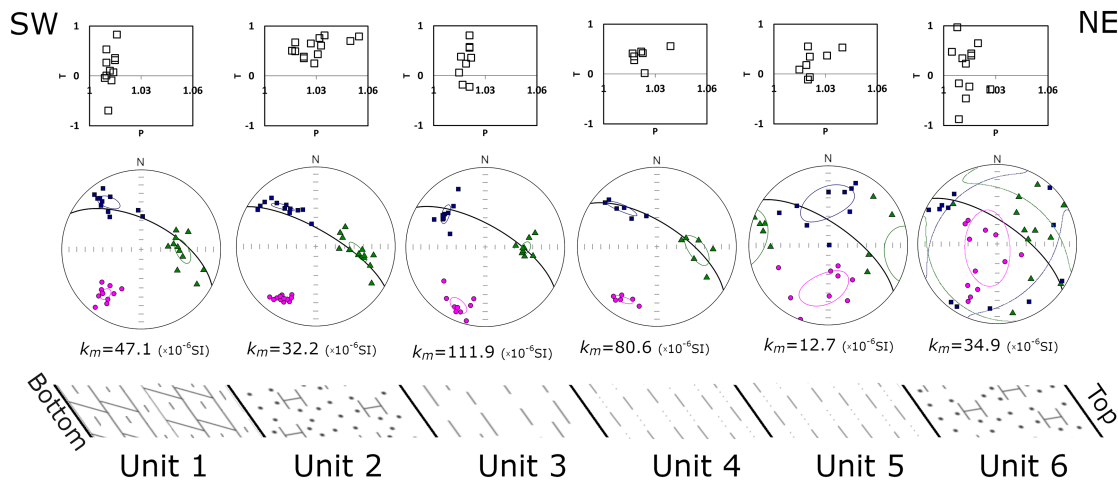 SW
NE
1
0
-1
T
1
1.03
1.06
P
1
0
-1
T
1
1.03
1.06
P
1
0
-1
T
1
1.03
1.06
P
1
0
-1
T
1
1.03
1.06
P
1
0
-1
T
1
1.03
1.06
P
1
0
-1
T
1
1.03
1.06
P
N
N
N
N
N
N
km=47.1 (×10⁻⁶SI)
km=32.2 (×10⁻⁶SI)
km=111.9 (×10⁻⁶SI)
km=80.6 (×10⁻⁶SI)
km=12.7 (×10⁻⁶SI)
km=34.9 (×10⁻⁶SI)
Bottom
Top
Unit 1
Unit 2
Unit 3
Unit 4
Unit 5
Unit 6